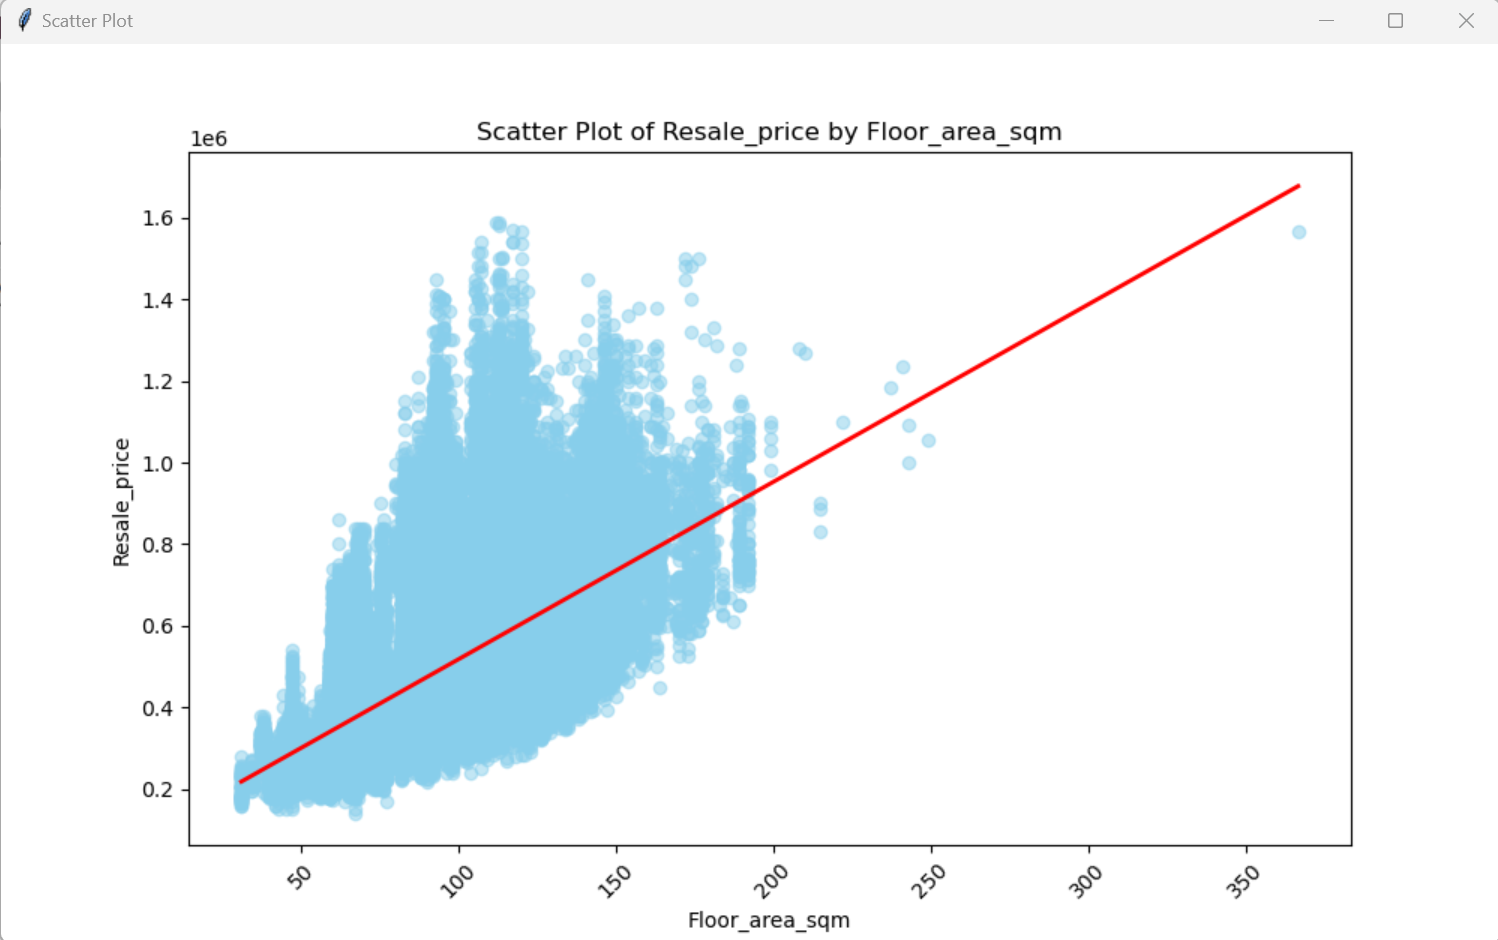 Scatter Plot
Scatter Plot of Resale_price by Floor_area_sqm
1e6
1.6
1.4
1.2
1.0
0.8
0.6
0.4
0.2
Resale_price
50 100 150 200 250 300 350
Floor_area_sqm